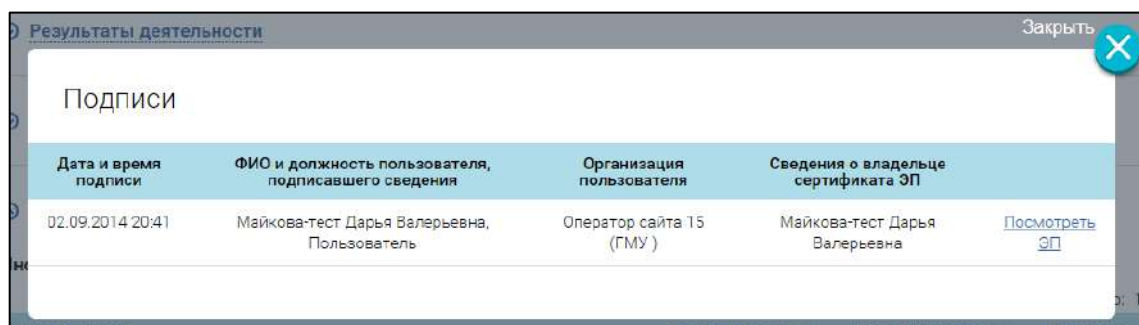 Результаты деятельности
Закрыть
Подписи
Дата и время подписи
ФИО и должность пользователя, подписавшего сведения
Организация пользователя
Сведения о владельце сертификата ЭП
02.09.2014 20:41
Майкова-тест Дарья Валерьевна, Пользователь
Оператор сайта 15 (ГМУ )
Майкова-тест Дарья Валерьевна
Посмотреть ЭП